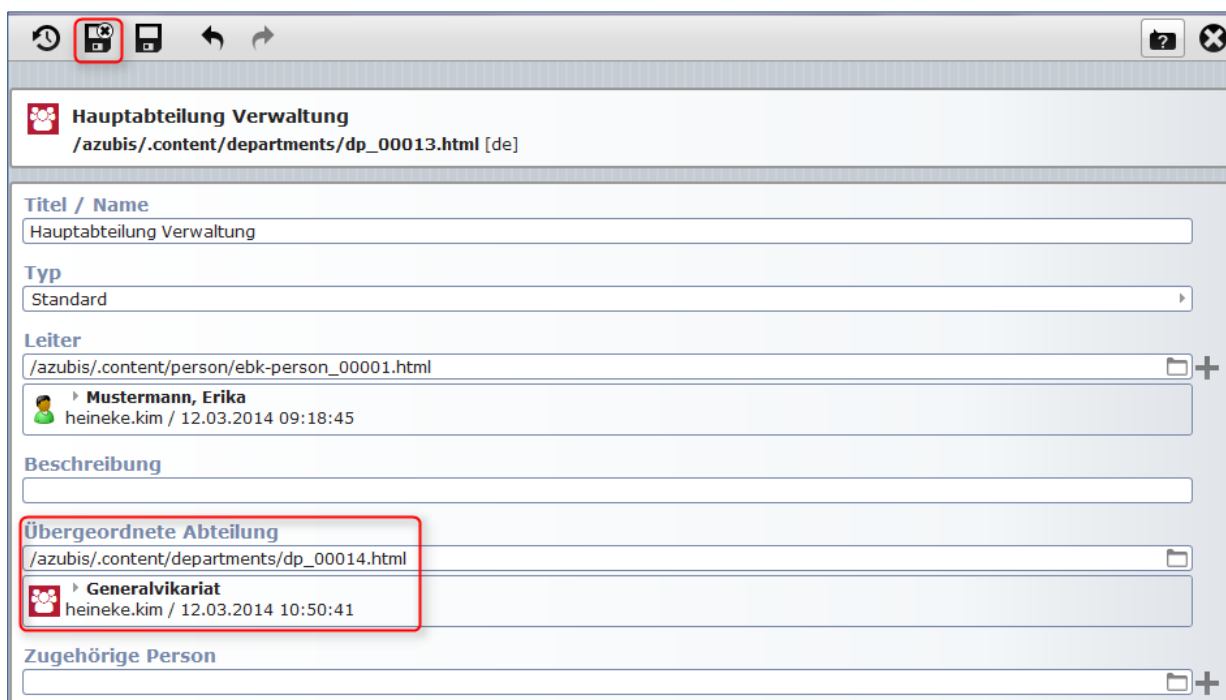 Hauptabteilung Verwaltung
/azubis/.content/departments/dp_00013.html [de]
Titel / Name
Hauptabteilung Verwaltung
Typ
Standard
Leiter
/azubis/.content/person/ebk-person_00001.html
Mustermann, Erika
heineke.kim / 12.03.2014 09:18:45
Beschreibung
Übergeordnete Abteilung
/azubis/.content/departments/dp_00014.html
Generalvikariat
heineke.kim / 12.03.2014 10:50:41
Zugehörige Person